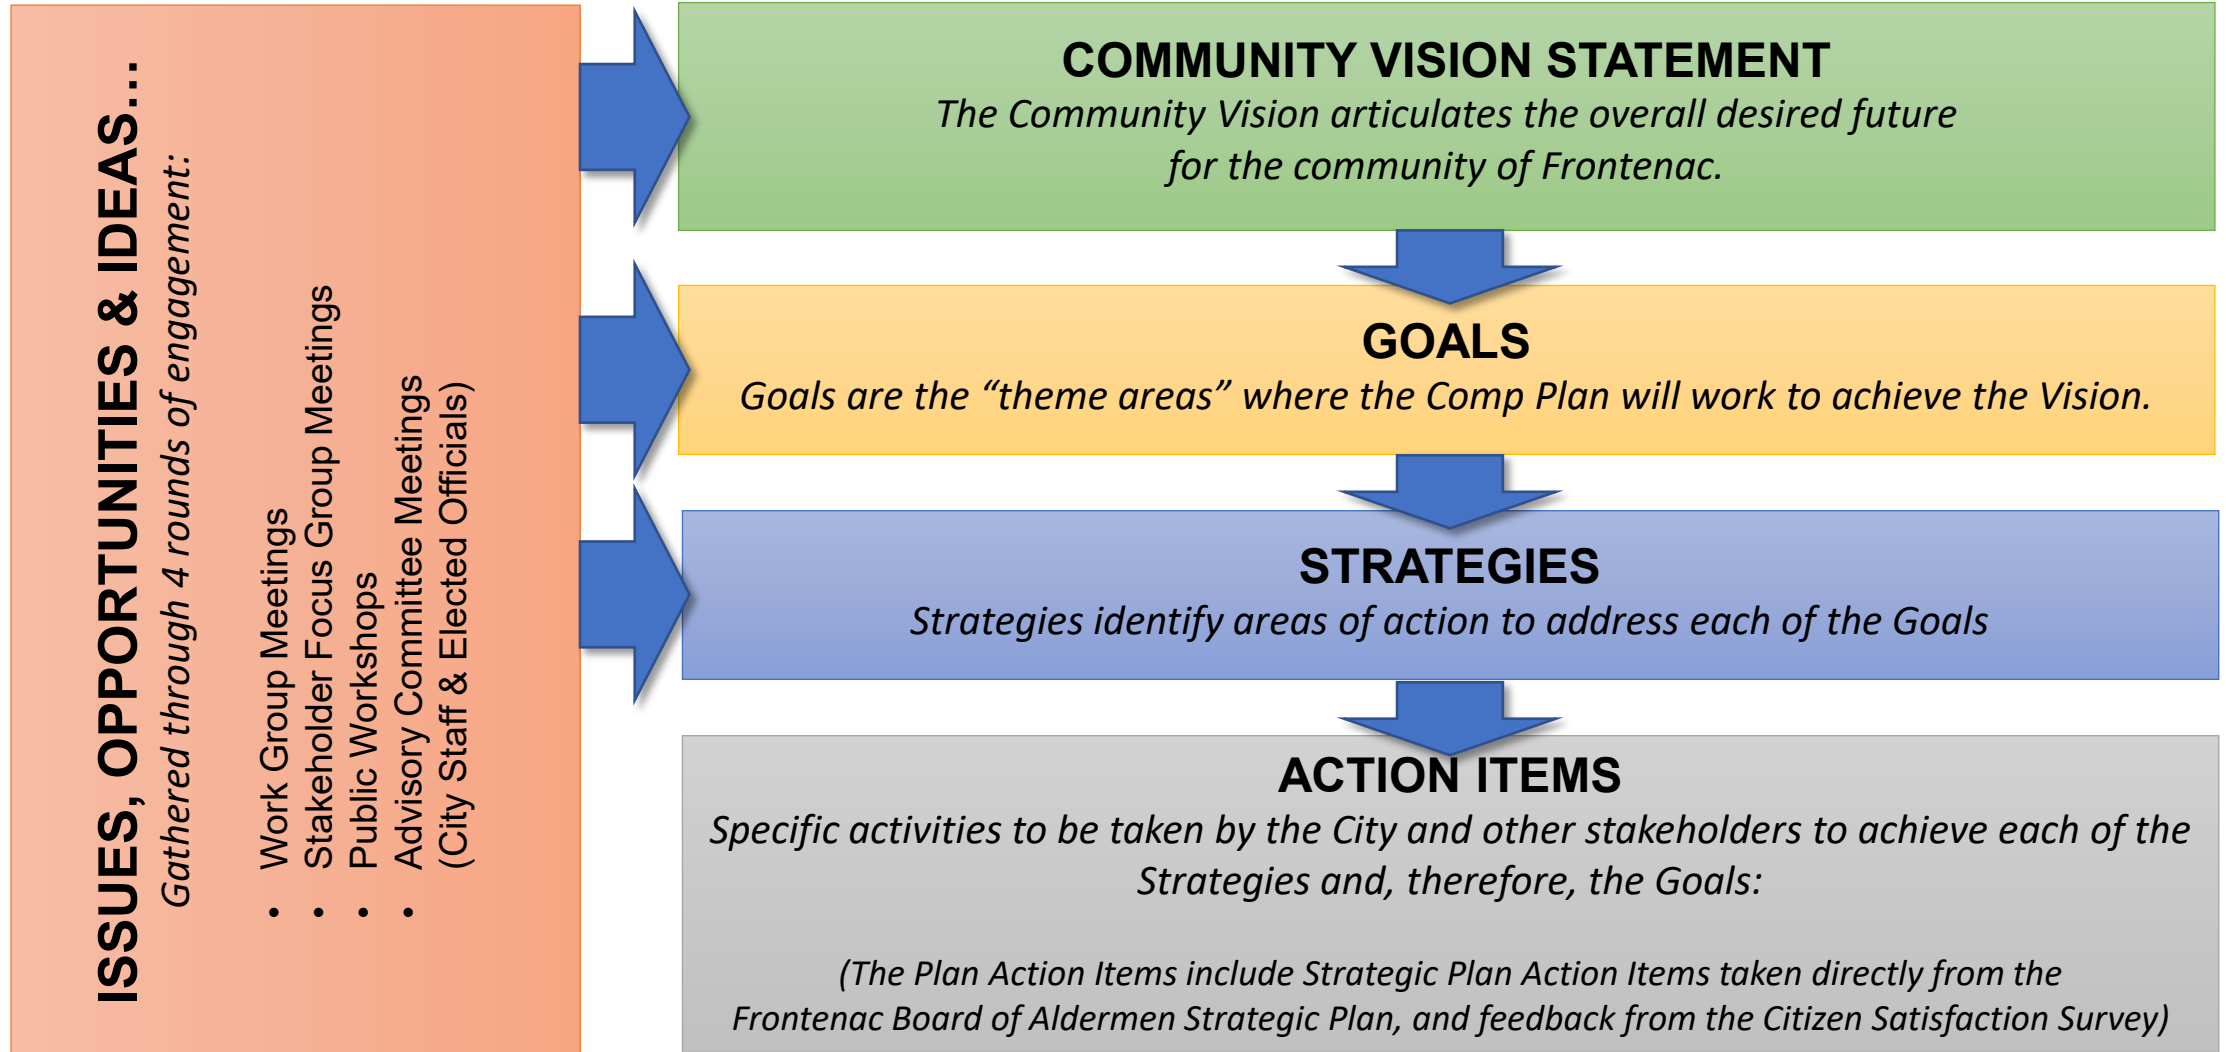 ISSUES, OPPORTUNITIES & IDEAS...
Gathered through 4 rounds of engagement:
• Work Group Meetings
• Stakeholder Focus Group Meetings
• Public Workshops
• Advisory Committee Meetings
(City Staff & Elected Officials)
COMMUNITY VISION STATEMENT
The Community Vision articulates the overall desired future
for the community of Frontenac.
GOALS
Goals are the “theme areas” where the Comp Plan will work to achieve the Vision.
STRATEGIES
Strategies identify areas of action to address each of the Goals
ACTION ITEMS
Specific activities to be taken by the City and other stakeholders to achieve each of the
Strategies and, therefore, the Goals:
(The Plan Action Items include Strategic Plan Action Items taken directly from the
Frontenac Board of Aldermen Strategic Plan, and feedback from the Citizen Satisfaction Survey)